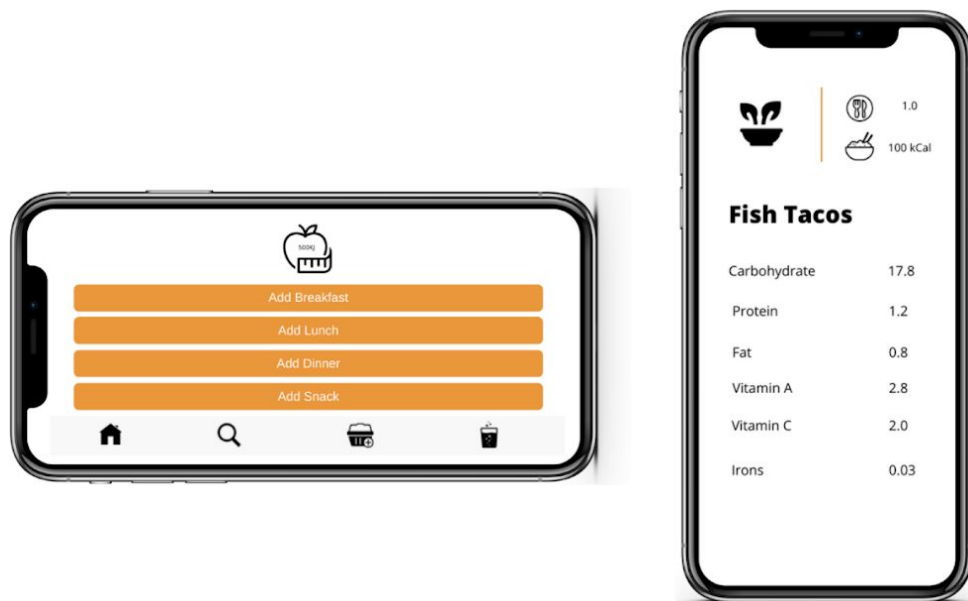 500Kj
Add Breakfast
Add Lunch
Add Dinner
Add Snack
1.0
100 kCal
Fish Tacos
Carbohydrate 17.8
Protein 1.2
Fat 0.8
Vitamin A 2.8
Vitamin C 2.0
Irons 0.03